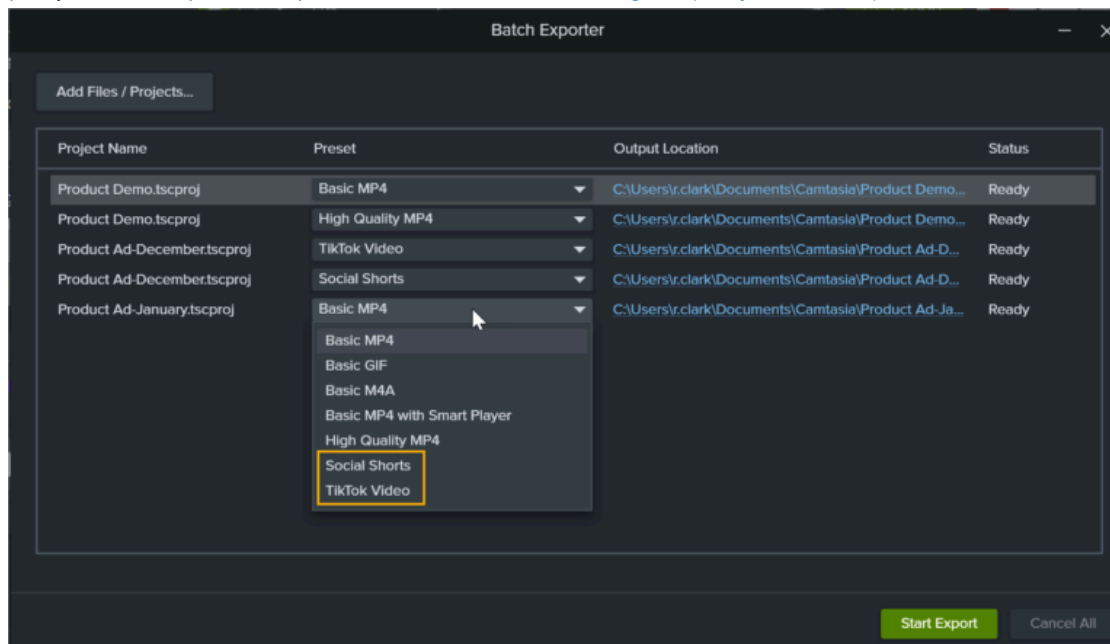 Batch Exporter
Add Files / Projects...
Project Name Preset Output Location Status
Product Demo.tscproj Basic MP4 C:\Users\r.clark\Documents\Camtasia\Product Demo... Ready
Product Demo.tscproj High Quality MP4 C:\Users\r.clark\Documents\Camtasia\Product Demo... Ready
Product Ad-December.tscproj TikTok Video C:\Users\r.clark\Documents\Camtasia\Product Ad-D... Ready
Product Ad-December.tscproj Social Shorts C:\Users\r.clark\Documents\Camtasia\Product Ad-D... Ready
Product Ad-January.tscproj Basic MP4 C:\Users\r.clark\Documents\Camtasia\Product Ad-Ja... Ready
Basic MP4
Basic GIF
Basic M4A
Basic MP4 with Smart Player
High Quality MP4
Social Shorts
TikTok Video
Start Export Cancel All